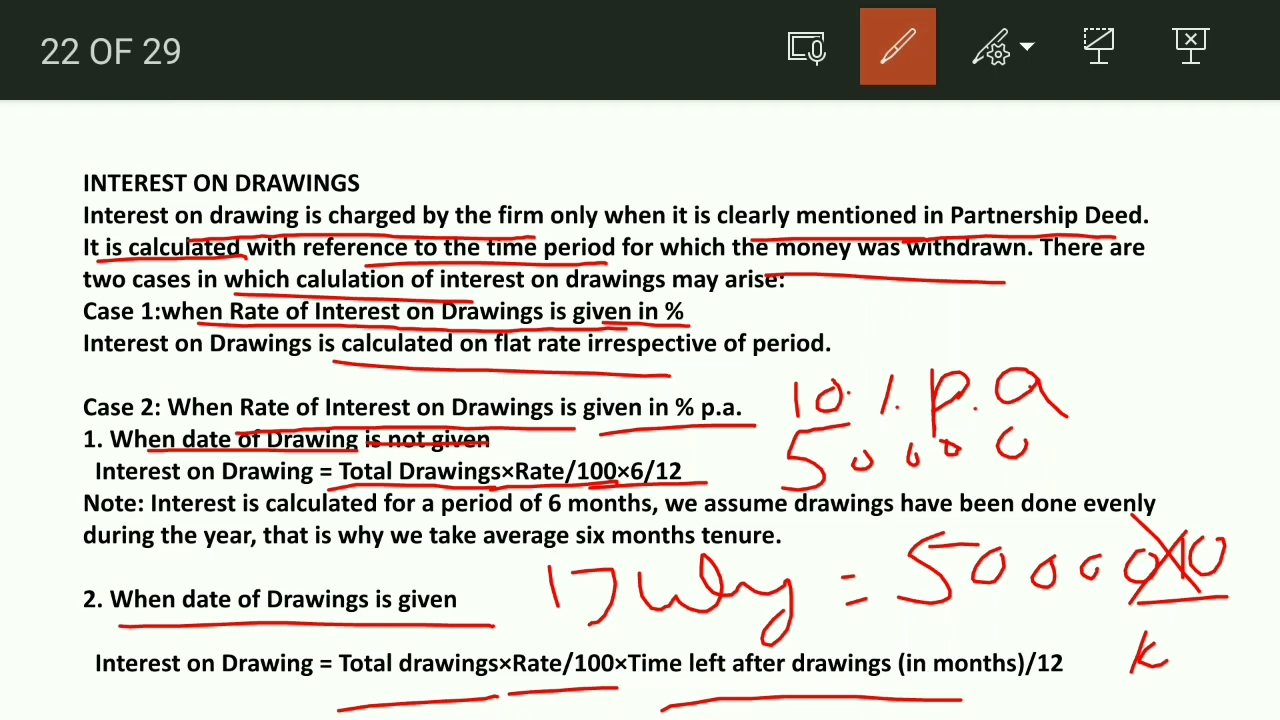 22 OF 29
INTEREST ON DRAWINGS
Interest on drawing is charged by the firm only when it is clearly mentioned in Partnership Deed.
It is calculated with reference to the time period for which the money was withdrawn. There are
two cases in which calulation of interest on drawings may arise:
Case 1:when Rate of Interest on Drawings is given in %
Interest on Drawings is calculated on flat rate irrespective of period.
Case 2: When Rate of Interest on Drawings is given in % p.a.
10 % p.a
1. When date of Drawing is not given
50000
Interest on Drawing = Total Drawings×Rate/100×6/12
Note: Interest is calculated for a period of 6 months, we assume drawings have been done evenly
during the year, that is why we take average six months tenure.
1 July = 5000
2. When date of Drawings is given
Interest on Drawing = Total drawings×Rate/100×Time left after drawings (in months)/12